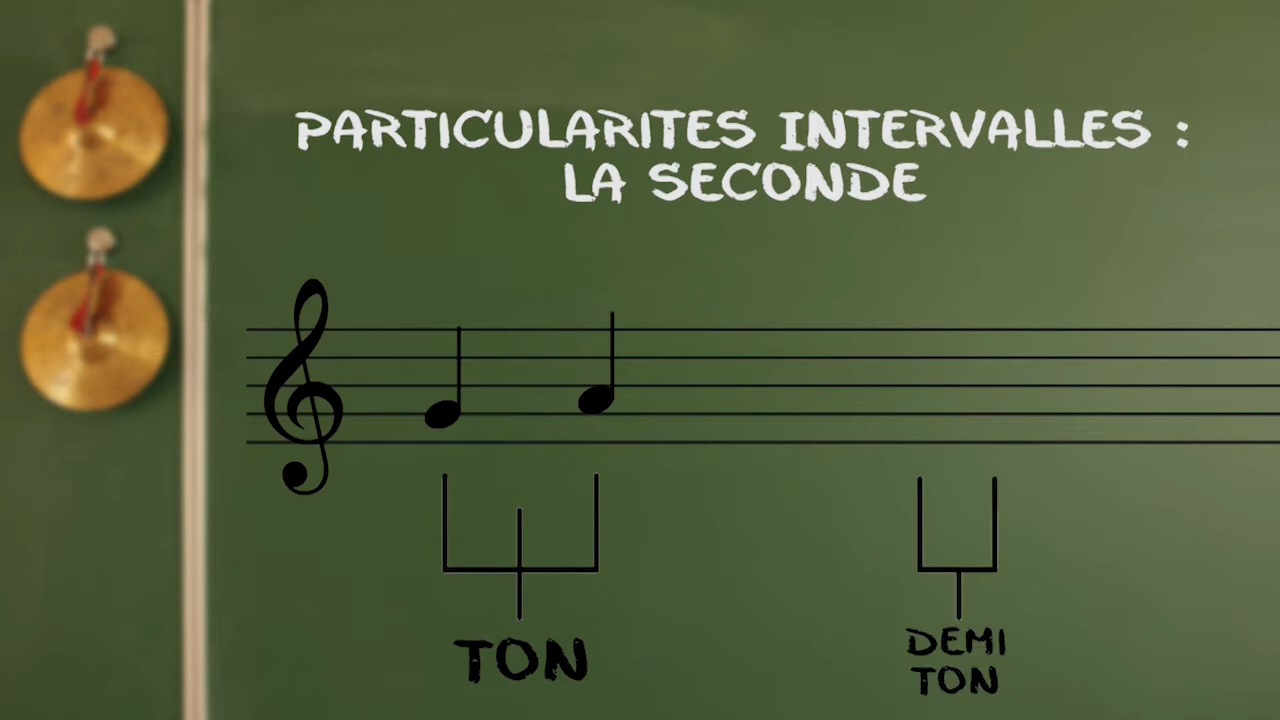 PARTICULARITES INTERVALLES :
LA SECONDE
TON
DEMI
TON